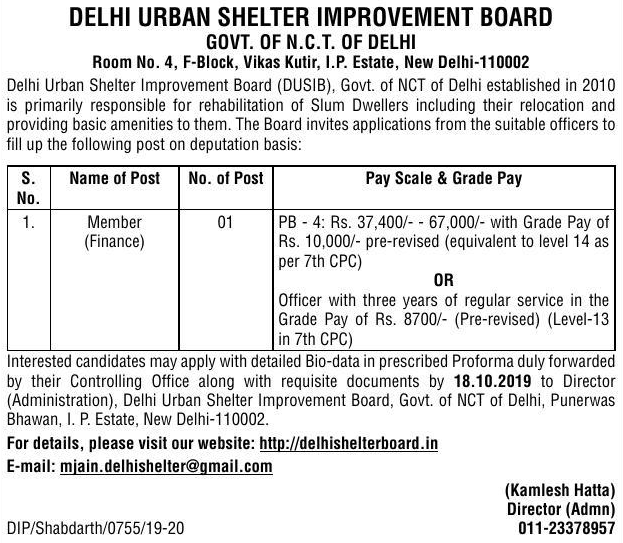 DELHI URBAN SHELTER IMPROVEMENT BOARD
GOVT. OF N.C.T. OF DELHI
Room No. 4, F-Block, Vikas Kutir, I.P. Estate, New Delhi-110002
Delhi Urban Shelter Improvement Board (DUSIB), Govt. of NCT of Delhi established in 2010
is primarily responsible for rehabilitation of Slum Dwellers including their relocation and
providing basic amenities to them. The Board invites applications from the suitable officers to
fill up the following post on deputation basis:
S. No. Name of Post No. of Post Pay Scale & Grade Pay
1. Member (Finance) 01 PB - 4: Rs. 37,400/- - 67,000/- with Grade Pay of
Rs. 10,000/- pre-revised (equivalent to level 14 as
per 7th CPC)
OR
Officer with three years of regular service in the
Grade Pay of Rs. 8700/- (Pre-revised) (Level-13
in 7th CPC)
Interested candidates may apply with detailed Bio-data in prescribed Proforma duly forwarded
by their Controlling Office along with requisite documents by 18.10.2019 to Director
(Administration), Delhi Urban Shelter Improvement Board, Govt. of NCT of Delhi, Punerwas
Bhawan, I. P. Estate, New Delhi-110002.
For details, please visit our website: http://delhishelterboard.in
E-mail: mjain.delhishelter@gmail.com
(Kamlesh Hatta)
Director (Admn)
DIP/Shabdarth/0755/19-20 011-23378957